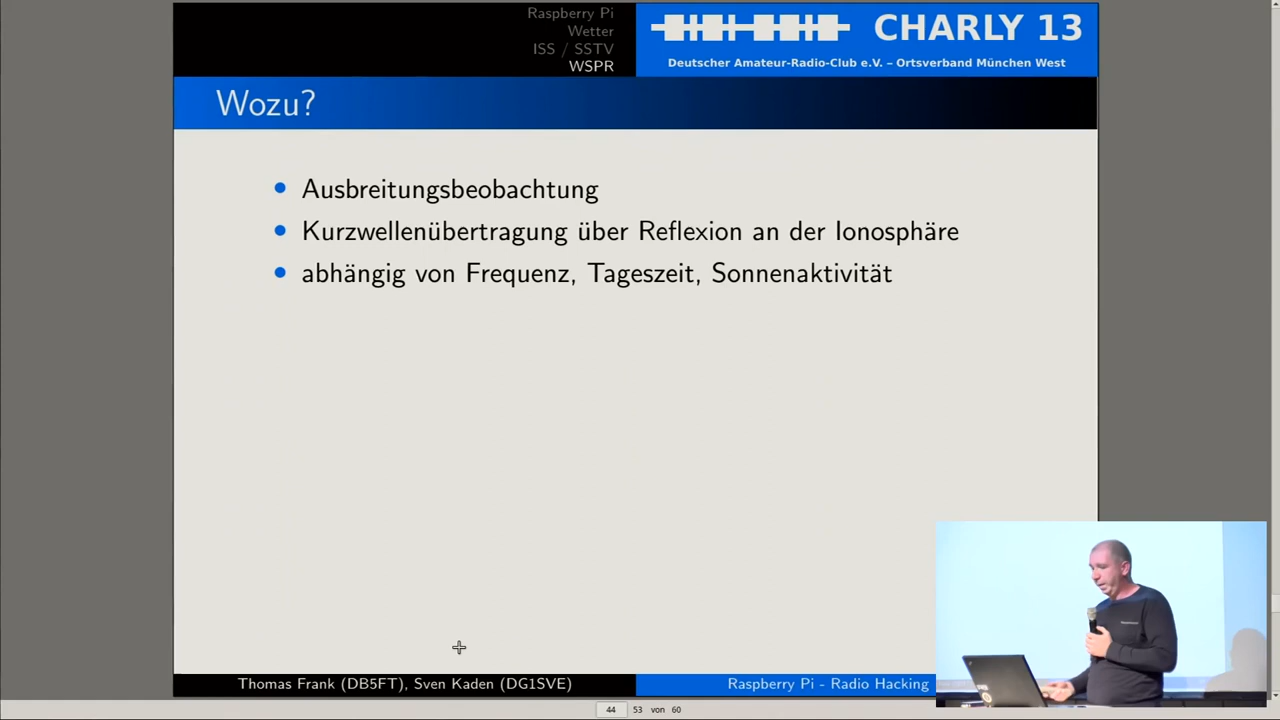 Raspberry Pi
Wetter
ISS / SSTV
WSPR
CHARLY 13
Deutscher Amateur-Radio-Club e.V. – Ortsverband München West
Wozu?
Ausbreitungsbeobachtung
Kurzwellenübertragung über Reflexion an der Ionosphäre
abhängig von Frequenz, Tageszeit, Sonnenaktivität
Thomas Frank (DB5FT), Sven Kaden (DG1SVE)
Raspberry Pi - Radio Hacking
44 53 von 60